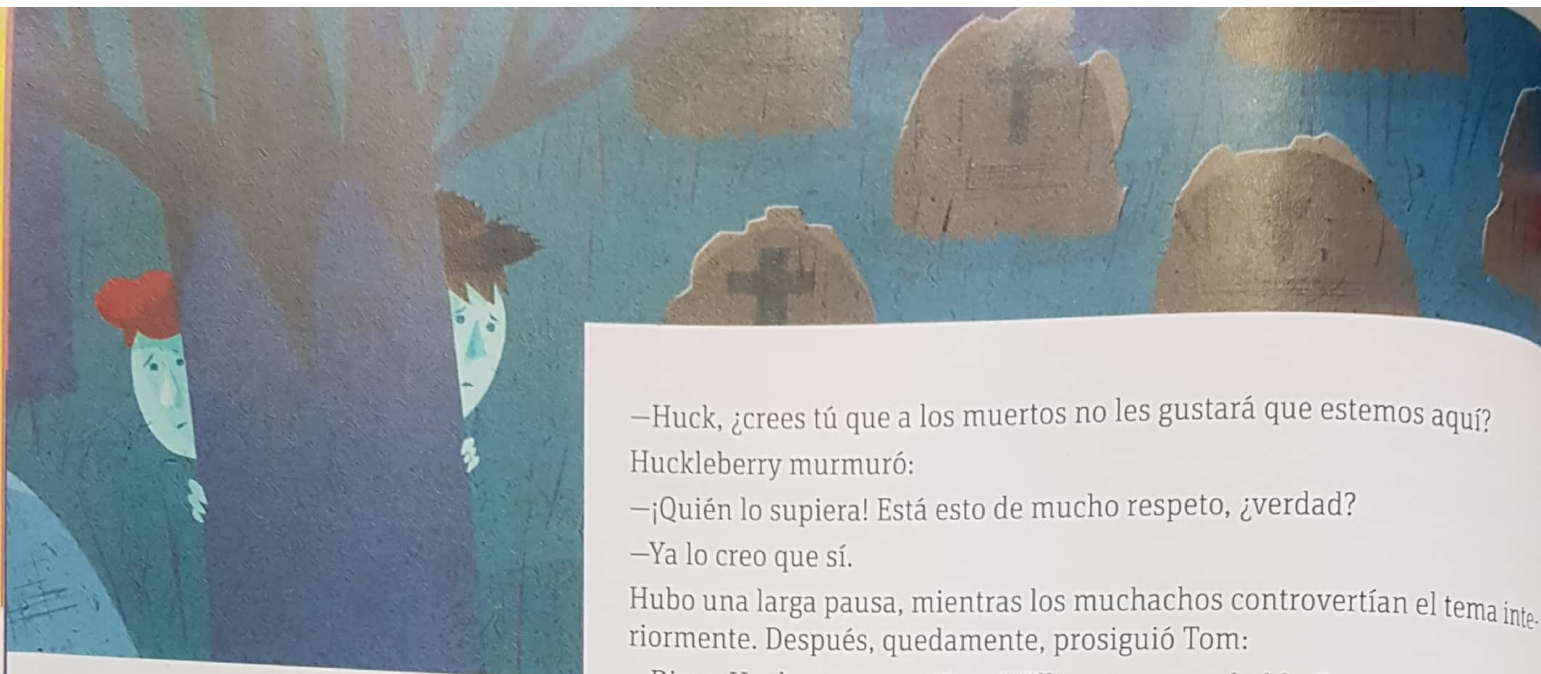 —Huck, ¿crees tú que a los muertos no les gustará que estemos aquí?
Huckleberry murmuró:
—¡Quién lo supiera! Está esto de mucho respeto, ¿verdad?
—Ya lo creo que sí.
Hubo una larga pausa, mientras los muchachos controvertían el tema inte-
riormente. Después, quedamente, prosiguió Tom: